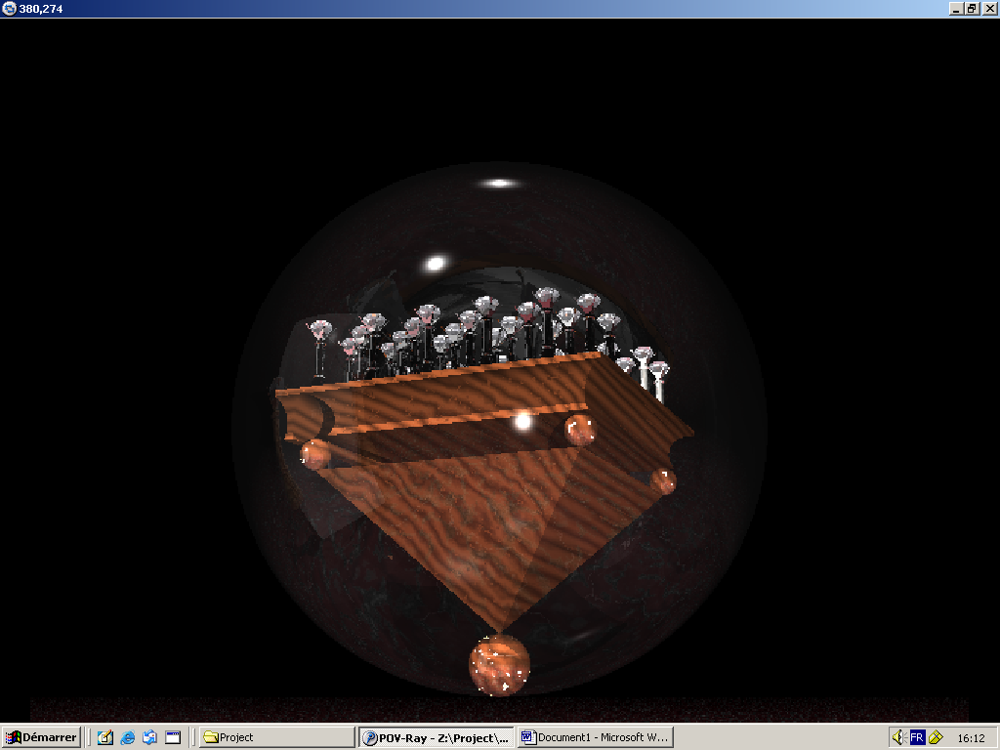 380,274
Démarrer
Project
POV-Ray - Z:\Project\...
Document1 - Microsoft W...
FR
16:12